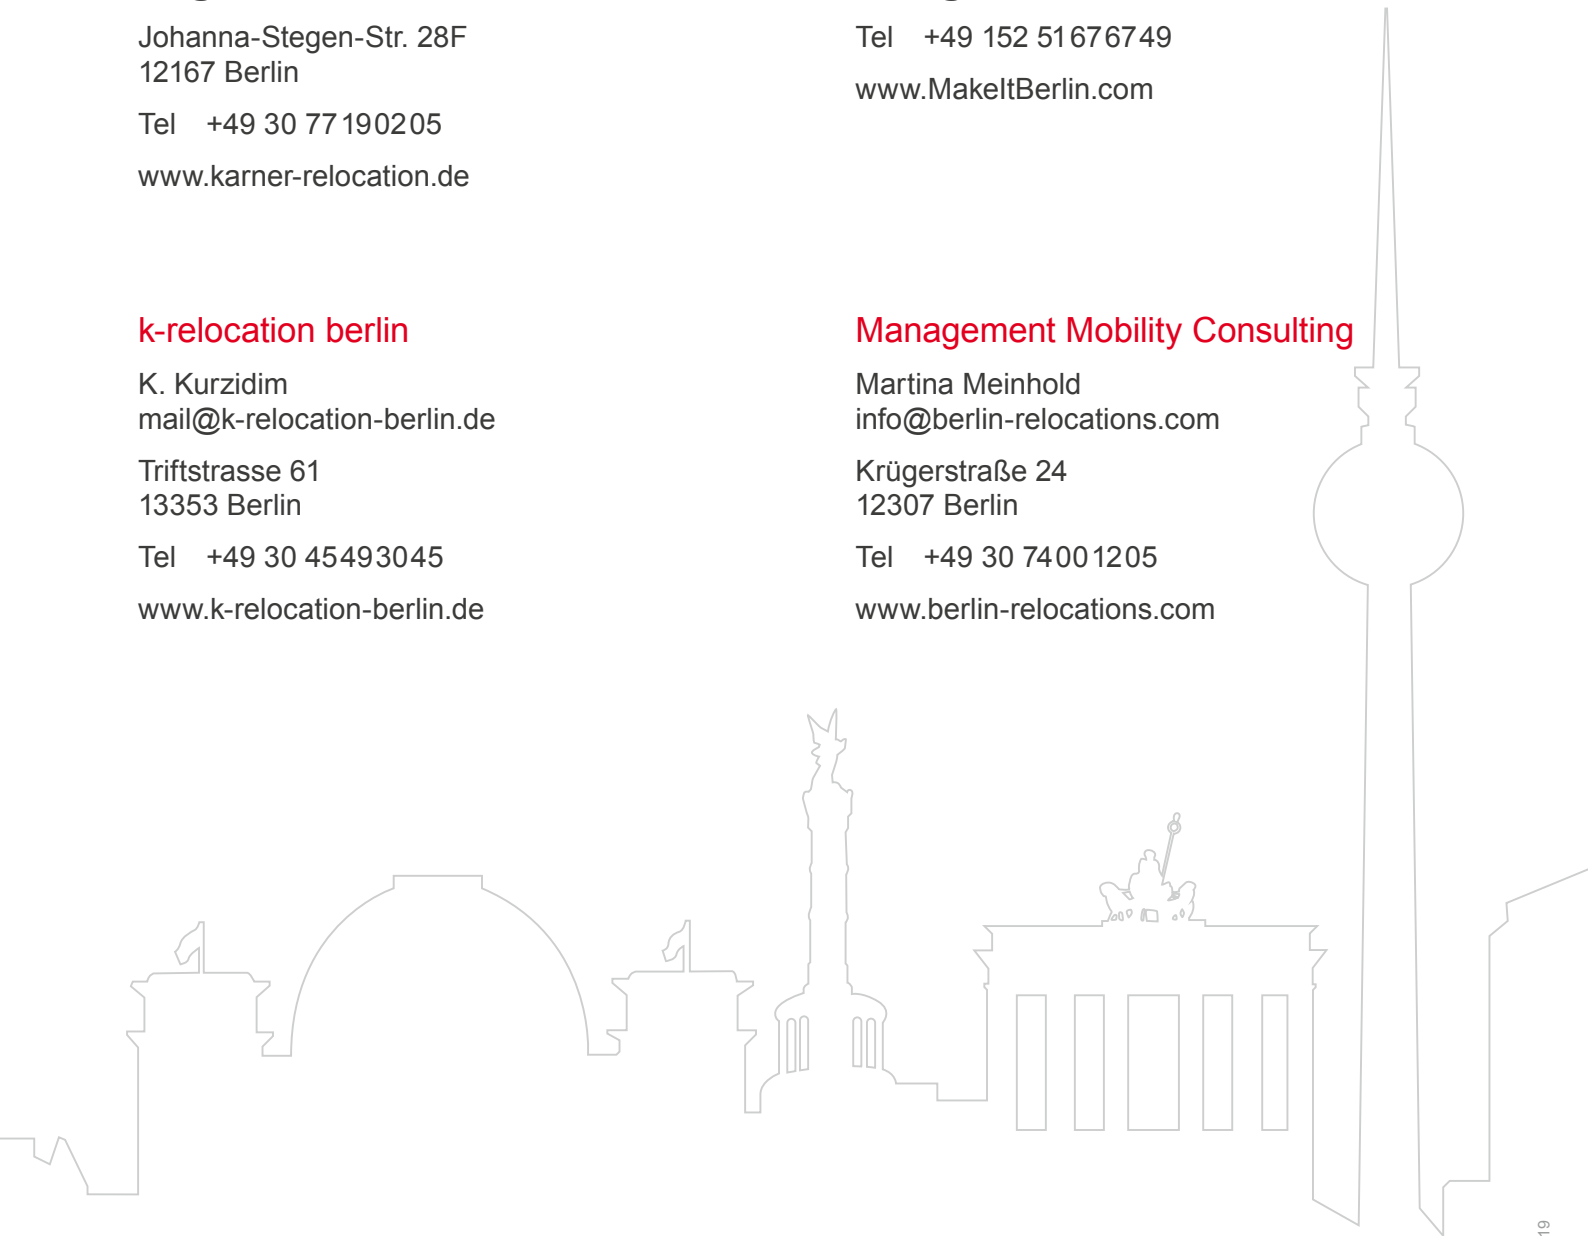 Johanna-Stegen-Str. 28F
12167 Berlin
Tel +49 30 77190205
www.karner-relocation.de
Tel +49 152 51676749
www.MakeItBerlin.com
k-relocation berlin
K. Kurzidim
mail@k-relocation-berlin.de
Triftstrasse 61
13353 Berlin
Tel +49 30 45493045
www.k-relocation-berlin.de
Management Mobility Consulting
Martina Meinhold
info@berlin-relocations.com
Krügerstraße 24
12307 Berlin
Tel +49 30 74001205
www.berlin-relocations.com
19